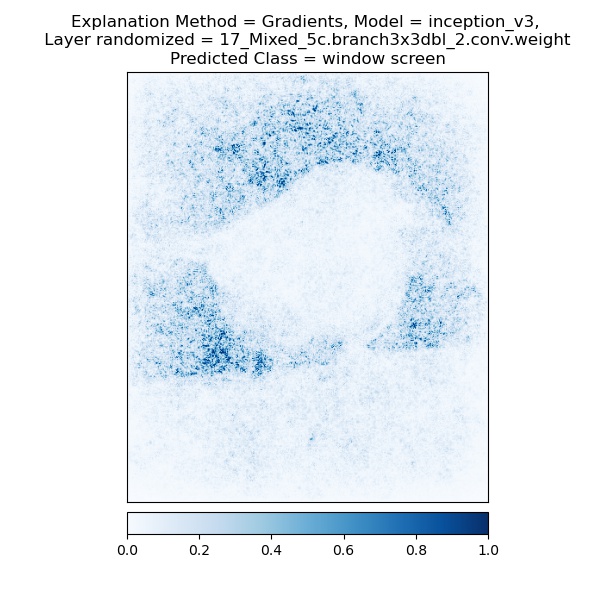 Explanation Method = Gradients, Model = inception_v3,
Layer randomized = 17_Mixed_5c.branch3x3dbl_2.conv.weight
Predicted Class = window screen
0.0 0.2 0.4 0.6 0.8 1.0